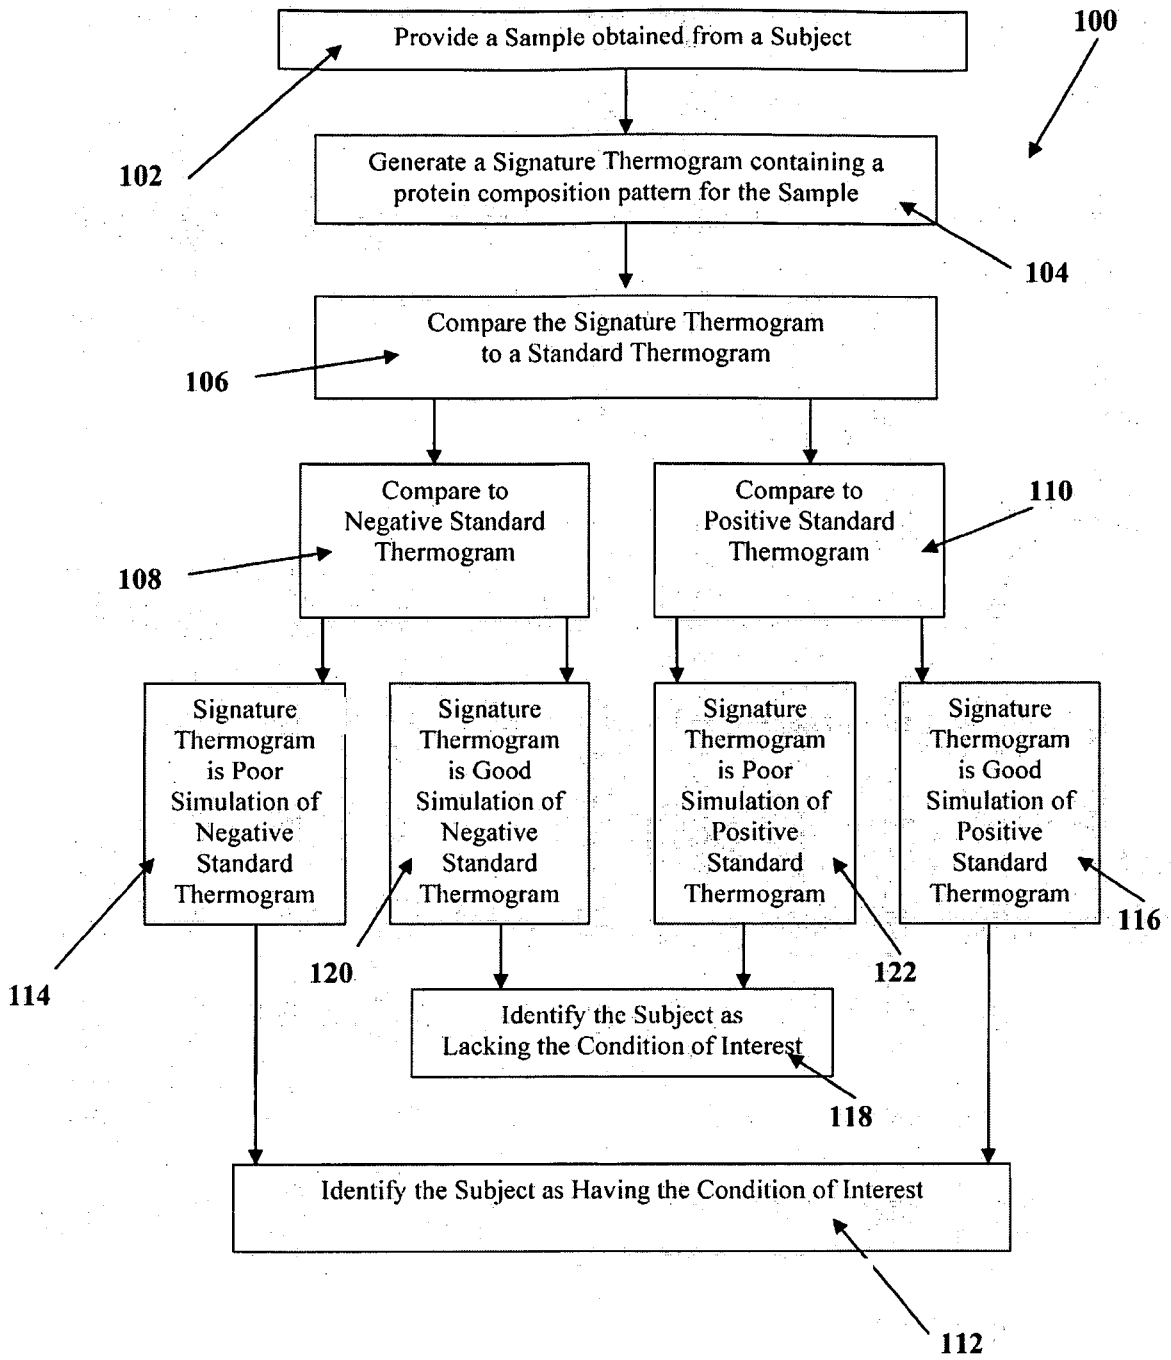 Provide a Sample obtained from a Subject
100
102
Generate a Signature Thermogram containing a
protein composition pattern for the Sample
104
Compare the Signature Thermogram
to a Standard Thermogram
106
Compare to
Negative Standard
Thermogram
108
Compare to
Positive Standard
Thermogram
110
Signature
Thermogram
is Poor
Simulation of
Negative
Standard
Thermogram
114
Signature
Thermogram
is Good
Simulation of
Negative
Standard
Thermogram
120
Signature
Thermogram
is Poor
Simulation of
Positive
Standard
Thermogram
122
Signature
Thermogram
is Good
Simulation of
Positive
Standard
Thermogram
116
Identify the Subject as
Lacking the Condition of Interest
118
Identify the Subject as Having the Condition of Interest
112